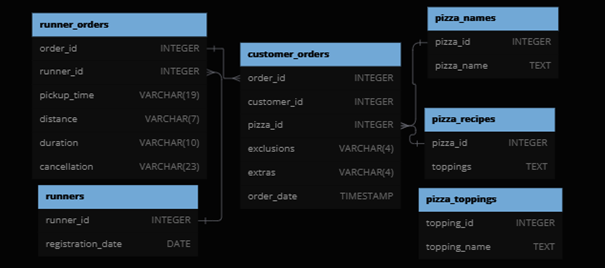 runner_orders
order_id INTEGER
runner_id INTEGER
pickup_time VARCHAR(19)
distance VARCHAR(7)
duration VARCHAR(10)
cancellation VARCHAR(23)
runners
runner_id INTEGER
registration_date DATE
customer_orders
order_id INTEGER
customer_id INTEGER
pizza_id INTEGER
exclusions VARCHAR(4)
extras VARCHAR(4)
order_date TIMESTAMP
pizza_names
pizza_id INTEGER
pizza_name TEXT
pizza_recipes
pizza_id INTEGER
toppings TEXT
pizza_toppings
topping_id INTEGER
topping_name TEXT